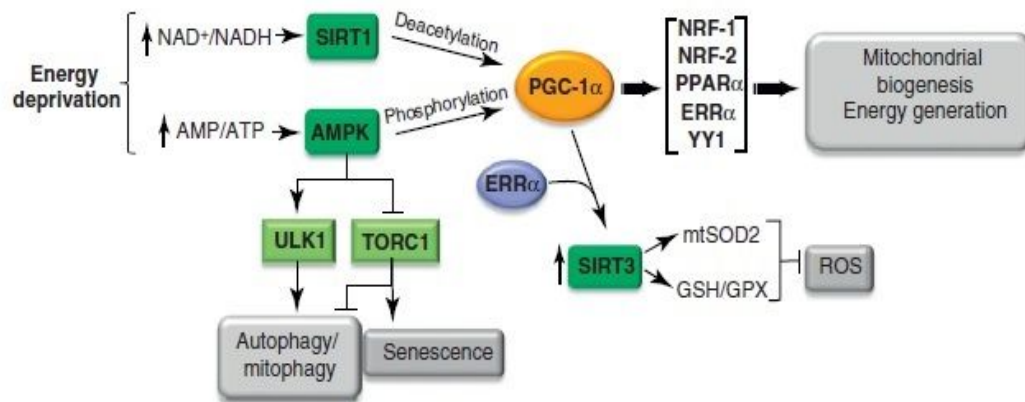 Energy
deprivation
NAD+/NADH
SIRT1
Deacetylation
AMP/ATP
AMPK
Phosphorylation
PGC-1α
NRF-1
NRF-2
PPARα
ERRα
YY1
Mitochondrial
biogenesis
Energy generation
ERRα
ULK1
TORC1
SIRT3
mtSOD2
GSH/GPX
ROS
Autophagy/
mitophagy
Senescence